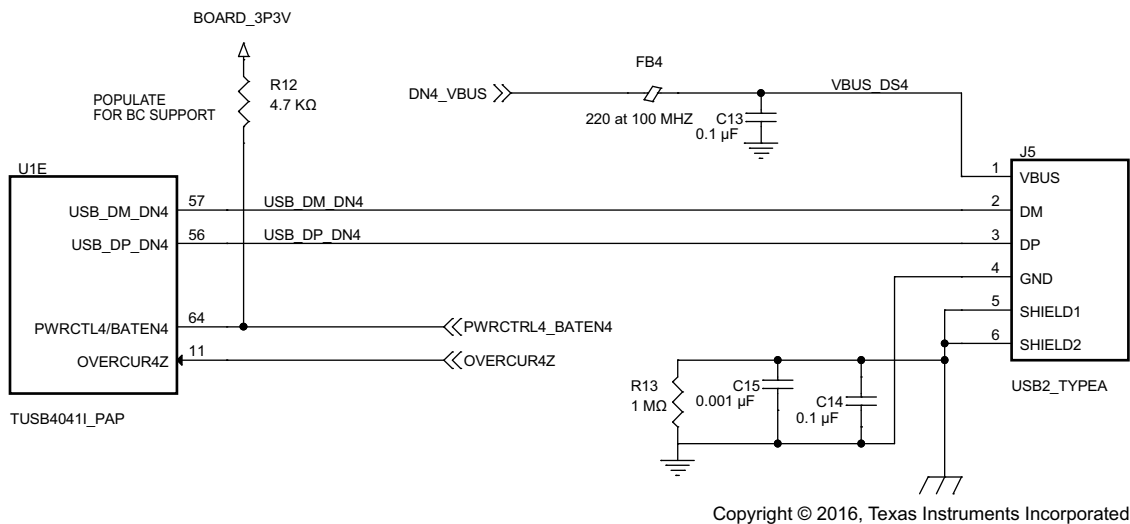 BOARD_3P3V
R12
4.7 KΩ
POPULATE
FOR BC SUPPORT
FB4
DN4_VBUS
220 at 100 MHZ
VBUS_DS4
C13
0.1 µF
U1E
USB_DM_DN4
57
USB_DM_DN4
USB_DP_DN4
56
USB_DP_DN4
PWRCTL4/BATEN4
64
PWRCTRL4_BATEN4
OVERCUR4Z
11
OVERCUR4Z
TUSB4041I_PAP
J5
1
VBUS
2
DM
3
DP
4
GND
5
SHIELD1
6
SHIELD2
USB2_TYPEA
R13
1 MΩ
C15
0.001 µF
C14
0.1 µF
Copyright © 2016, Texas Instruments Incorporated